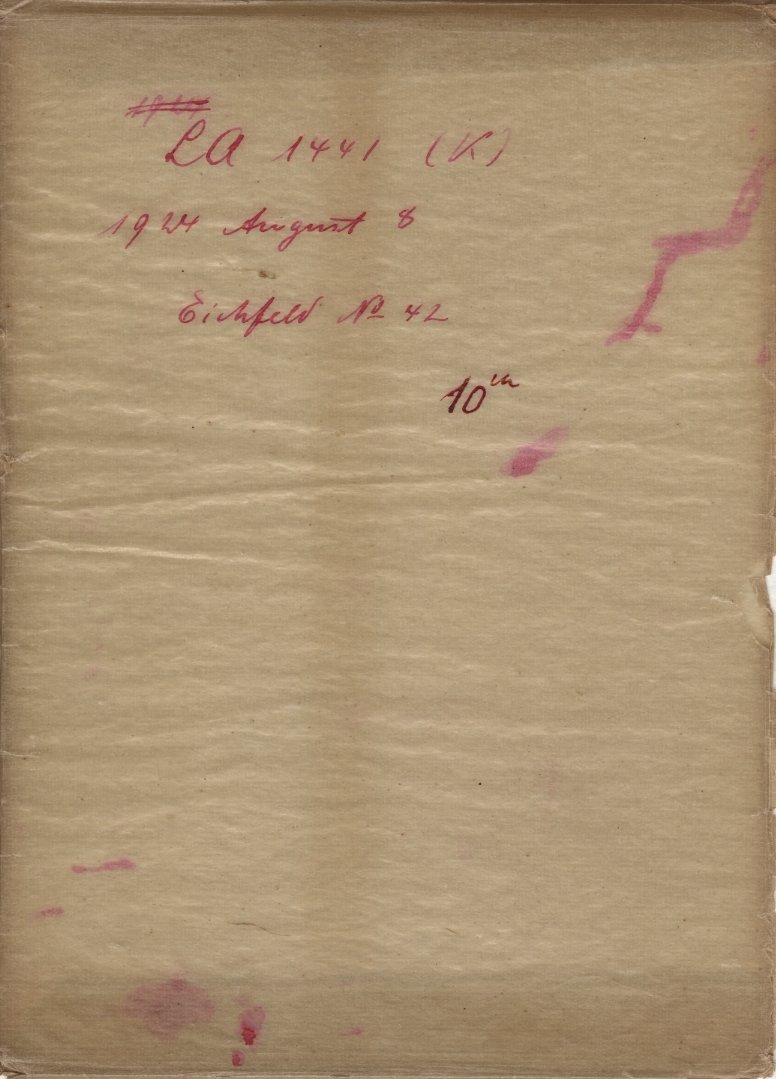 LA 1441 (K)
1924 August 8
Eichfeld No 42
10 m